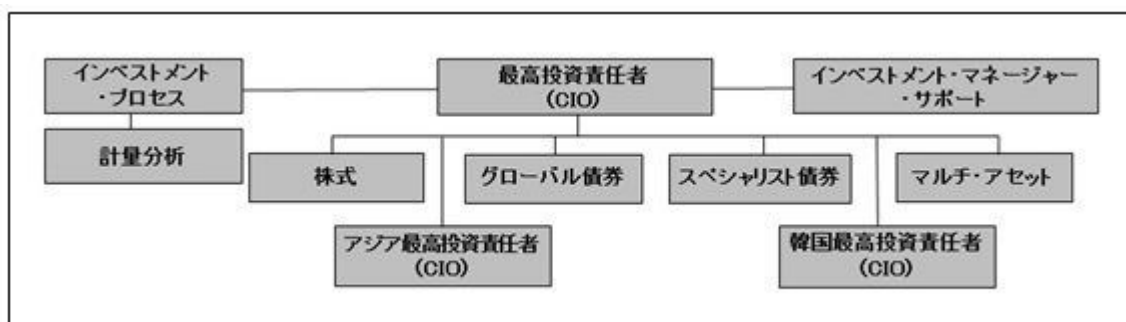 インベストメント
・プロセス
最高投資責任者
(CIO)
インベストメント・マネージャー
・サポート
計量分析
株式
グローバル債券
スペシャリスト債券
マルチ・アセット
アジア最高投資責任者
(CIO)
韓国最高投資責任者
(CIO)